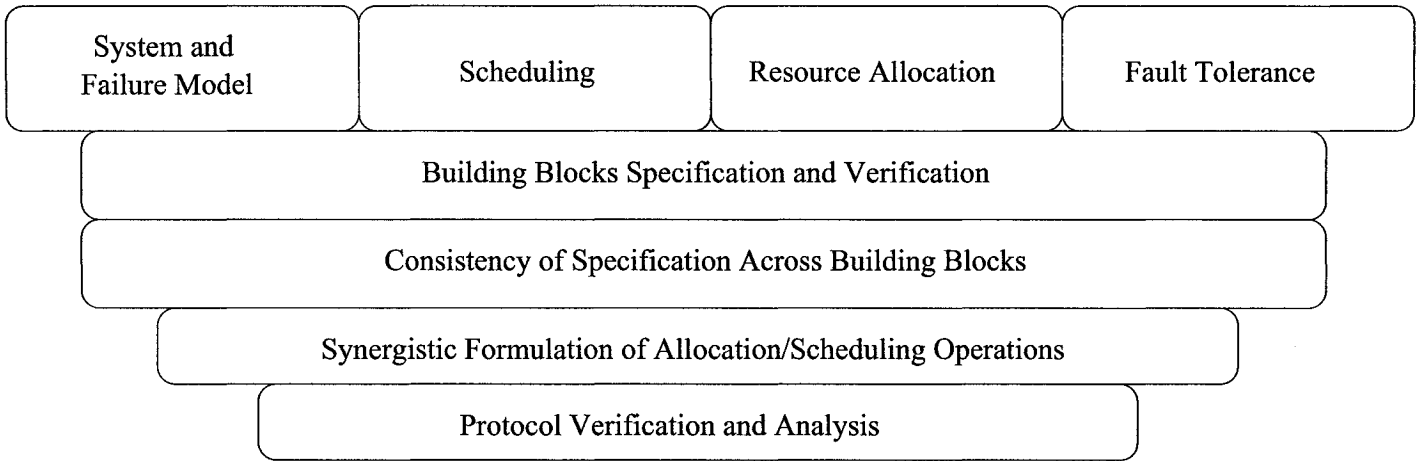 System and
Failure Model
Scheduling
Resource Allocation
Fault Tolerance
Building Blocks Specification and Verification
Consistency of Specification Across Building Blocks
Synergistic Formulation of Allocation/Scheduling Operations
Protocol Verification and Analysis